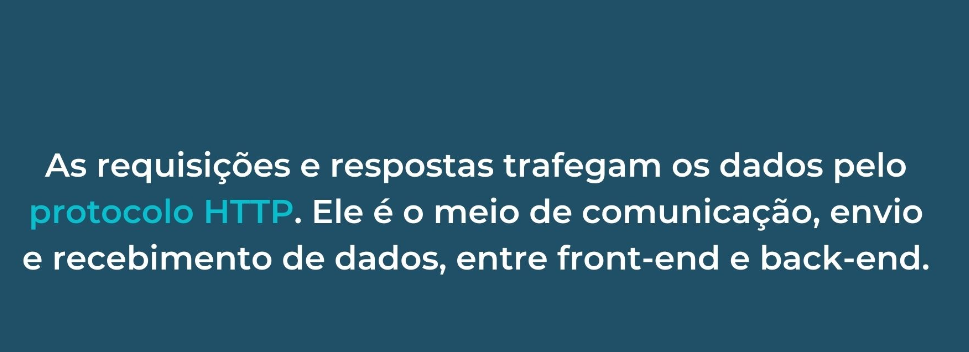 As requisições e respostas trafegam os dados pelo
protocolo HTTP. Ele é o meio de comunicação, envio
e recebimento de dados, entre front-end e back-end.